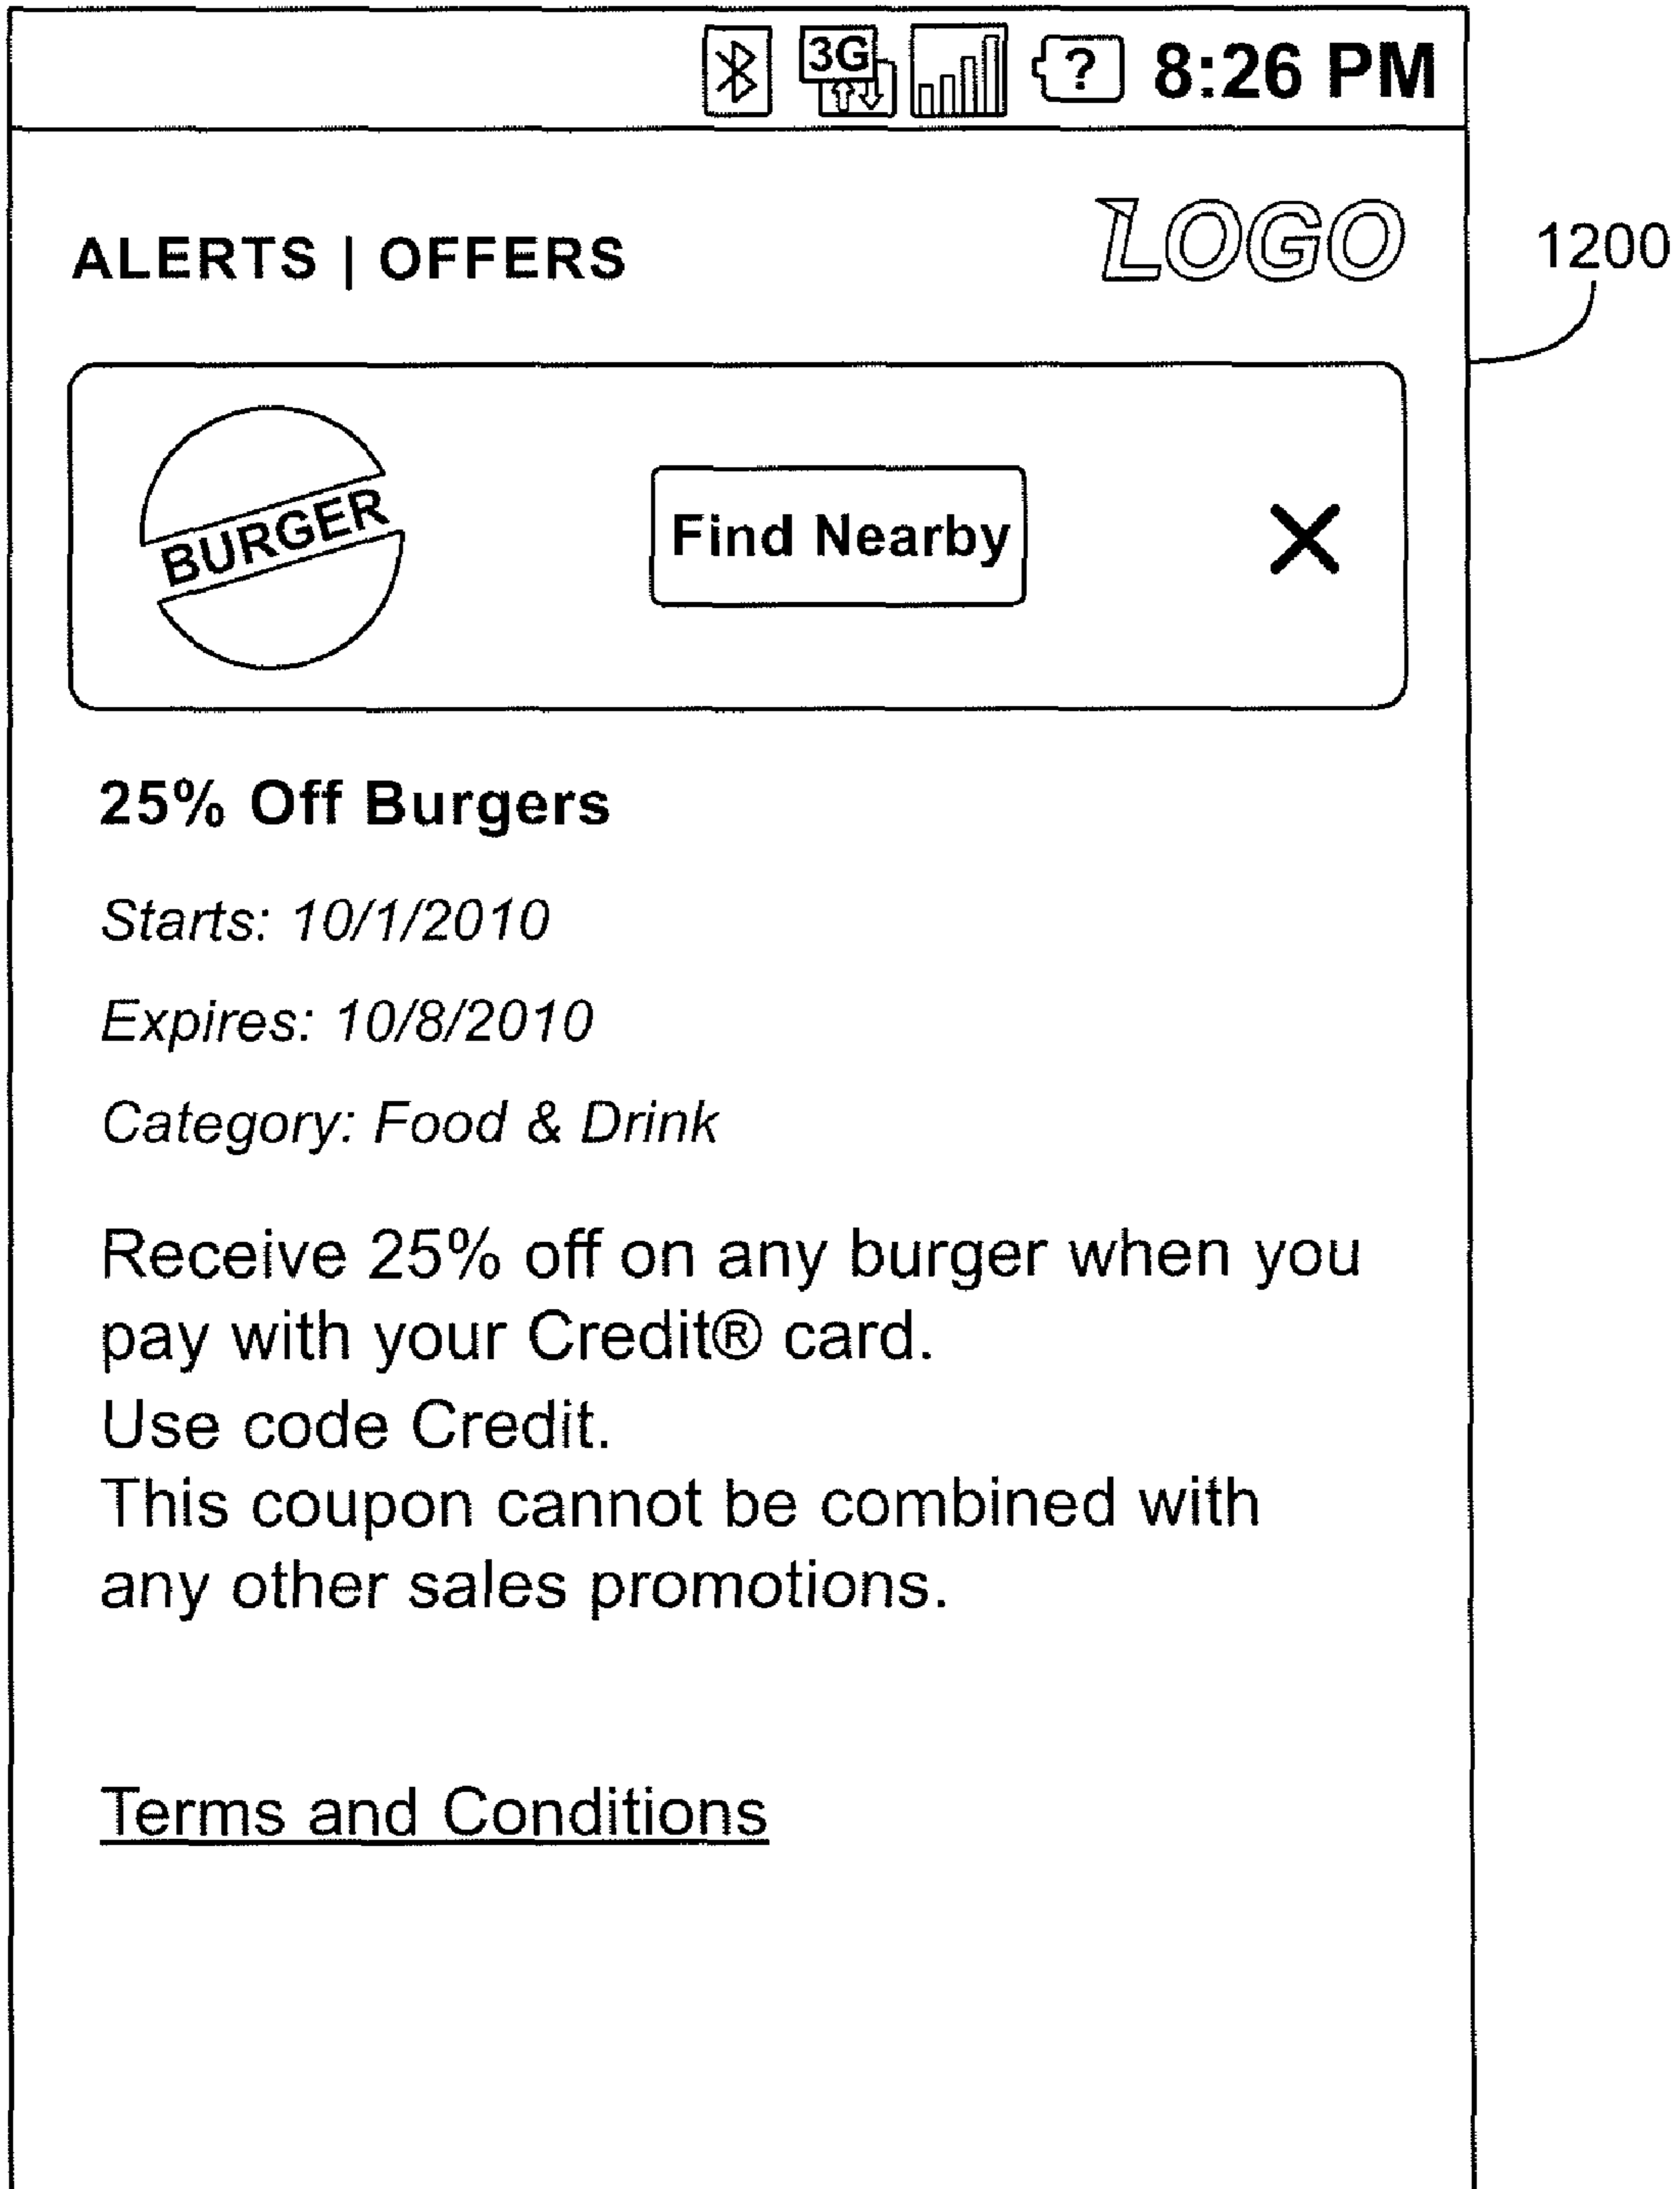 3G ? 8:26 PM
ALERTS | OFFERS LOGO
1200
BURGER Find Nearby X
25% Off Burgers
Starts: 10/1/2010
Expires: 10/8/2010
Category: Food & Drink
Receive 25% off on any burger when you
pay with your Credit® card.
Use code Credit.
This coupon cannot be combined with
any other sales promotions.
Terms and Conditions